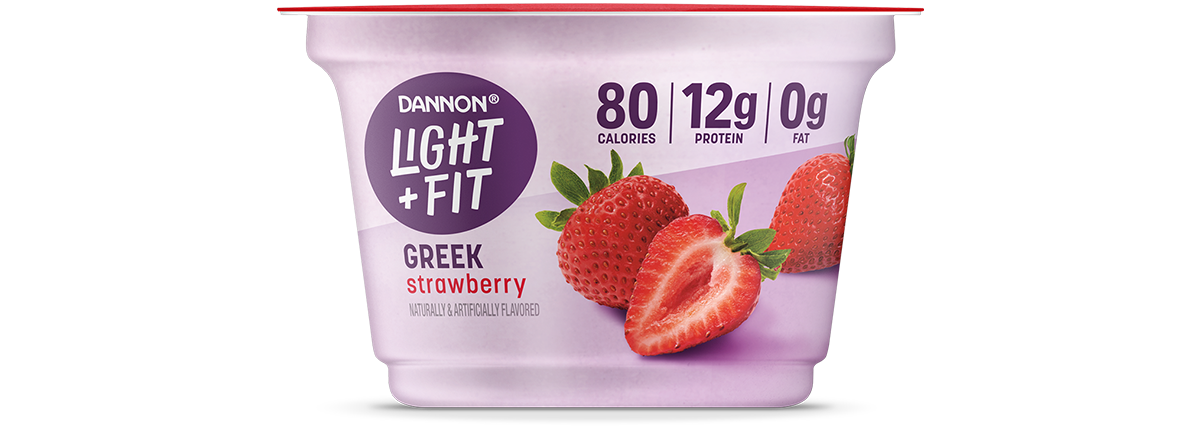 DANNON®
LIGHT
+ FIT
GREEK
strawberry
NATURALLY & ARTIFICIALLY FLAVORED
80 | 12g | 0g
CALORIES PROTEIN FAT